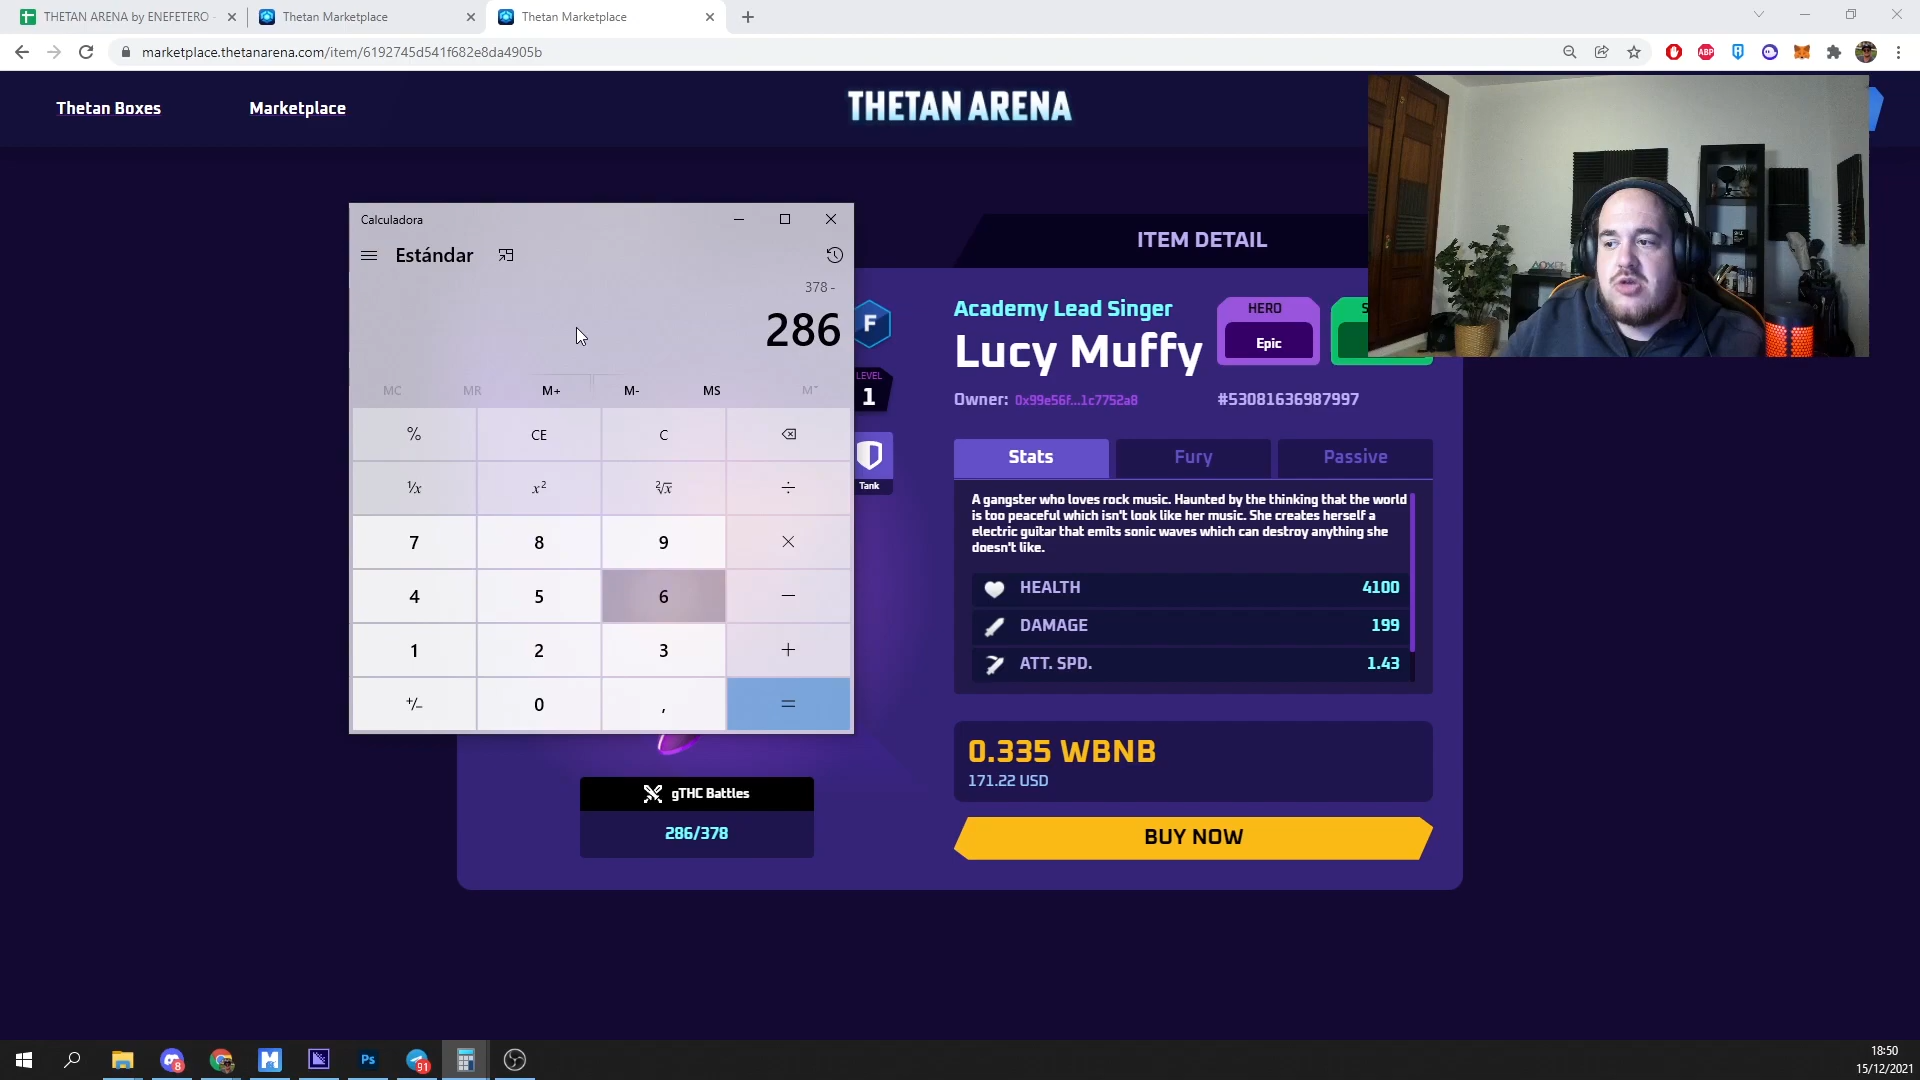 THETAN ARENA by ENEFETERO -
Thetan Marketplace
Thetan Marketplace
marketplace.thetanarena.com/item/6192745d541f682e8da4905b
ABP
Thetan Boxes
Marketplace
THETAN ARENA
Calculadora
Estándar
378 -
286
MC
MR
M+
M-
MS
M˅
%
CE
C
⌫
¹/x
x²
²√x
÷
7
8
9
×
4
5
6
−
1
2
3
+
+/−
0
,
=
F
LEVEL
1
Tank
ITEM DETAIL
Academy Lead Singer
Lucy Muffy
HERO
Epic
S
Owner: 0x99e56f...1c7752a8
#53081636987997
Stats
Fury
Passive
A gangster who loves rock music. Haunted by the thinking that the world
is too peaceful which isn't look like her music. She creates herself a
electric guitar that emits sonic waves which can destroy anything she
doesn't like.
HEALTH 4100
DAMAGE 199
ATT. SPD. 1.43
0.335 WBNB
171.22 USD
BUY NOW
gTHC Battles
286/378
8
Ps
91
18:50
15/12/2021